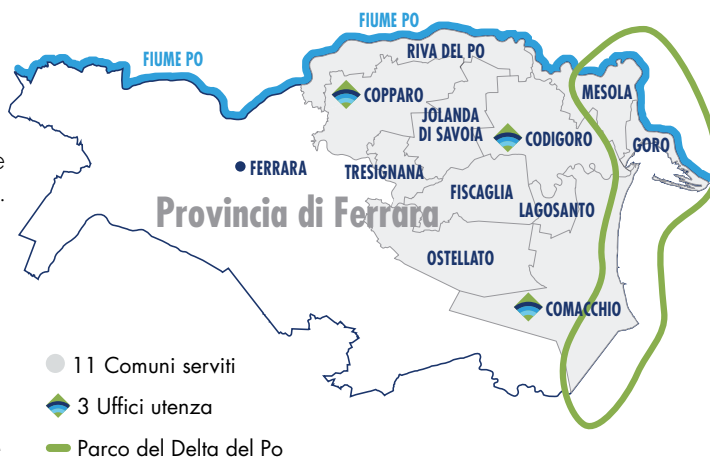 FIUME PO
FIUME PO
RIVA DEL PO
MESOLA
COPPARO
JOLANDA
DI SAVOIA
CODIGORO
GORO
e
FERRARA
TRESIGNANA
.
FISCAGLIA
LAGOSANTO
Provincia di Ferrara
OSTELLATO
COMACCHIO
11 Comuni serviti
3 Uffici utenza
Parco del Delta del Po